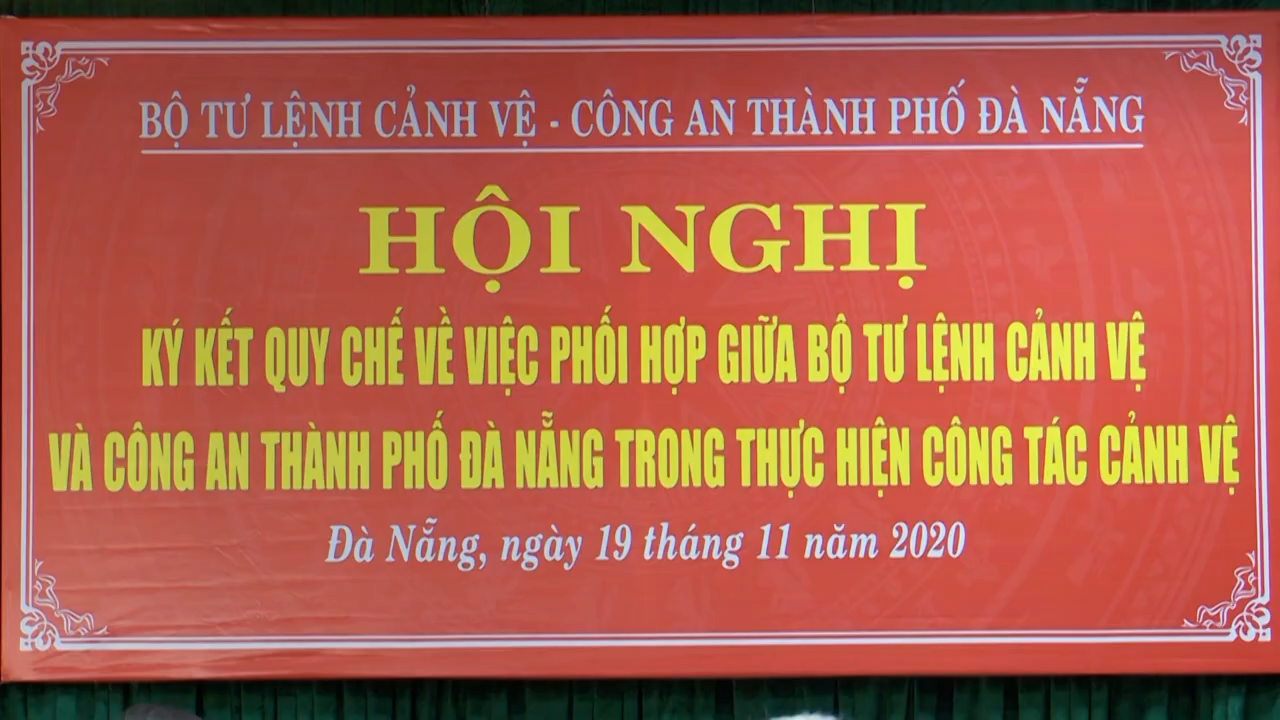 BỘ TƯ LỆNH CẢNH VỆ - CÔNG AN THÀNH PHỐ ĐÀ NẴNG
HỘI NGHỊ
KÝ KẾT QUY CHẾ VỀ VIỆC PHỐI HỢP GIỮA BỘ TƯ LỆNH CẢNH VỆ
VÀ CÔNG AN THÀNH PHỐ ĐÀ NẴNG TRONG THỰC HIỆN CÔNG TÁC CẢNH VỆ
Đà Nẵng, ngày 19 tháng 11 năm 2020